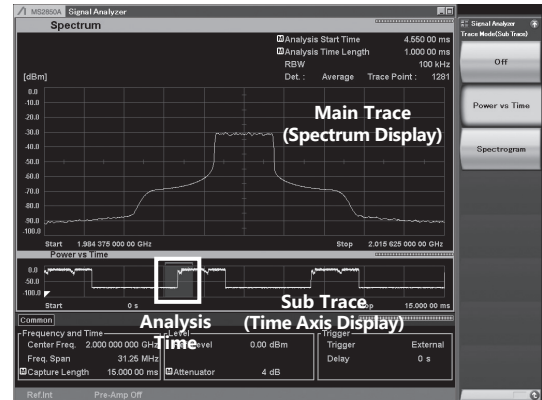 MS2850A Signal Analyzer
Spectrum
Analysis Start Time 4.550 00 ms
Analysis Time Length 1.000 00 ms
RBW 100 kHz
Det. : Average Trace Point : 1281
[dBm]
0.0
-10.0
-20.0
-30.0
-40.0
-50.0
-60.0
-70.0
-80.0
-90.0
-100.0
Main Trace
(Spectrum Display)
Start 1.984 375 000 00 GHz
Stop 2.015 625 000 00 GHz
Power vs Time
0.0
-50.0
-100.0
Start 0 s
15.000 00 ms
Sub Trace
(Time Axis Display)
Analysis
Time
Common
Frequency and Time
Center Freq. 2.000 000 000 GHz
Freq. Span 31.25 MHz
Capture Length 15.000 00 ms
Level
0.00 dBm
Attenuator 4 dB
Trigger
Trigger External
Delay 0 s
Ref.Int Pre-Amp Off
Signal Analyzer
Trace Mode(Sub Trace)
Off
Power vs Time
Spectrogram